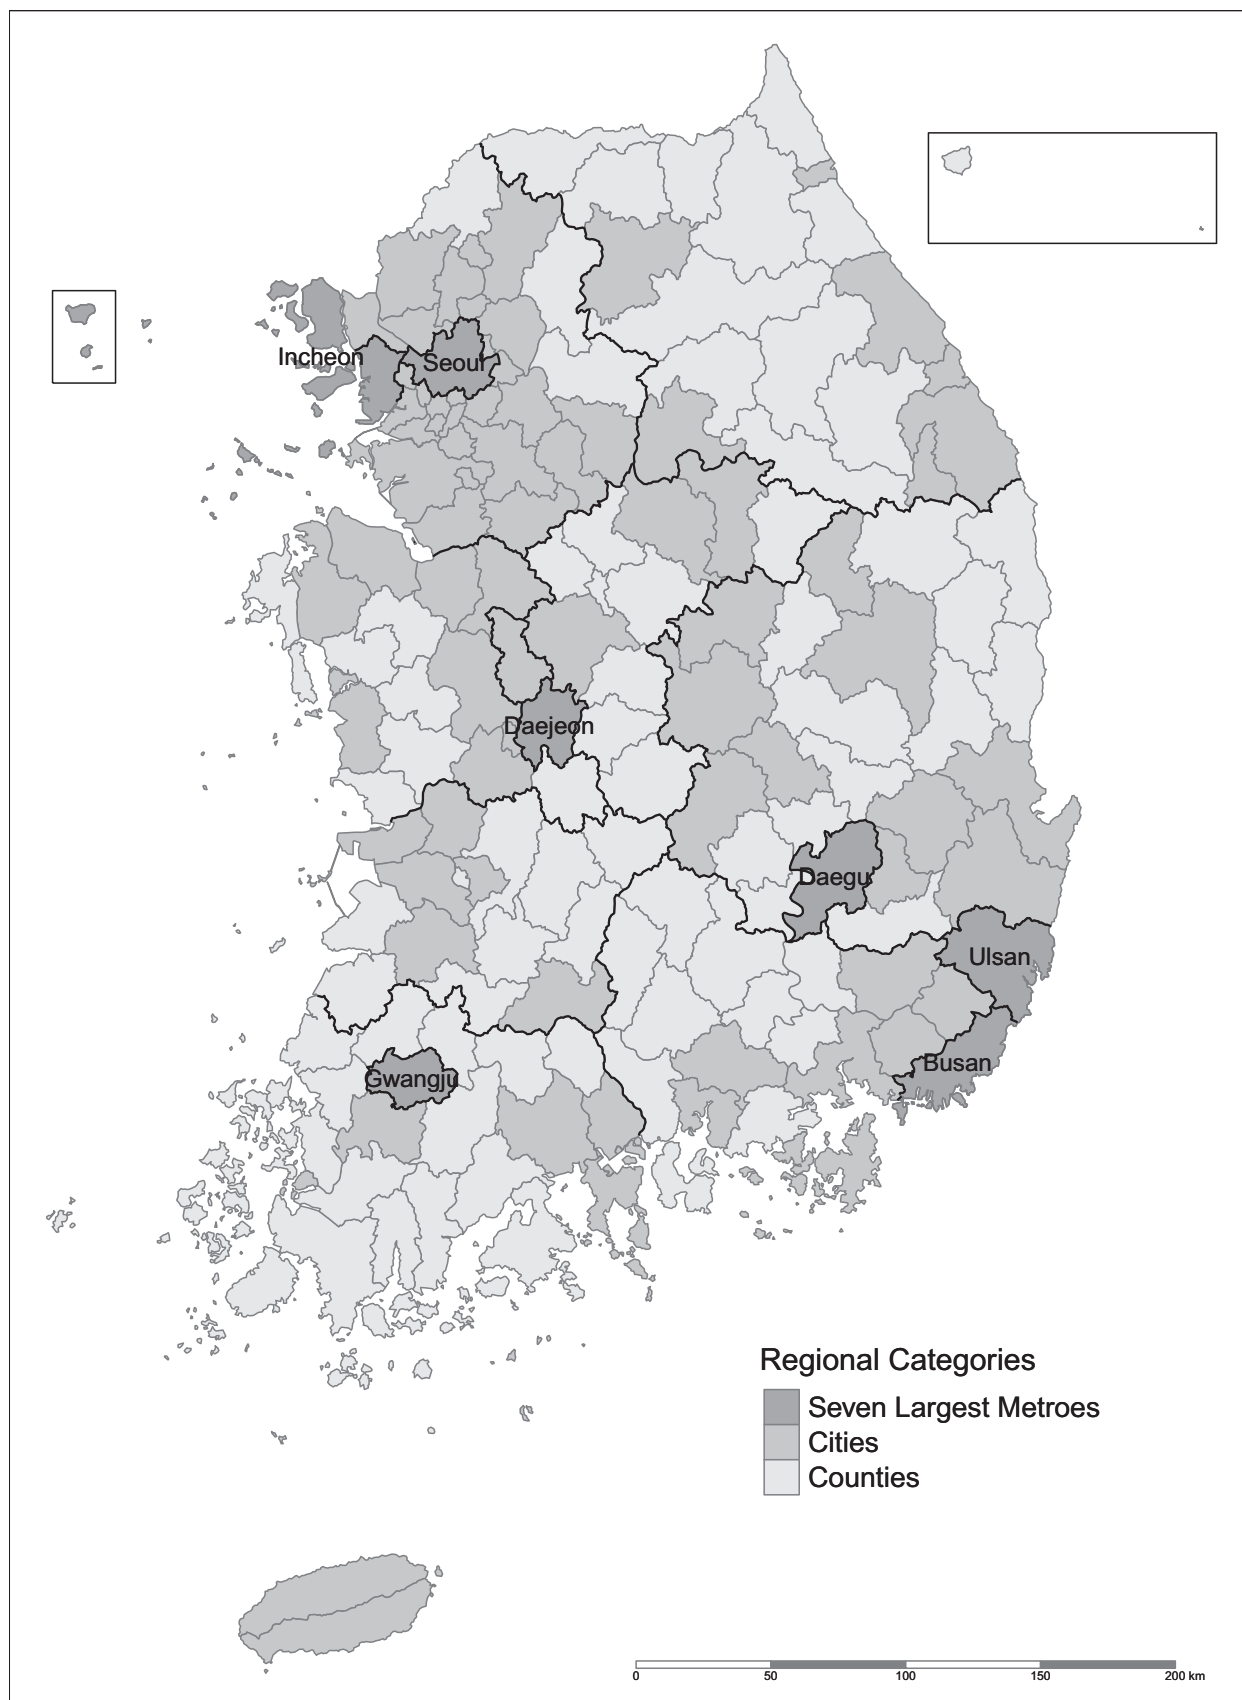 Incheon
Seoul
Daejeon
Daegu
Ulsan
Busan
Gwangju
Regional Categories
Seven Largest Metroes
Cities
Counties
0 50 100 150 200 km